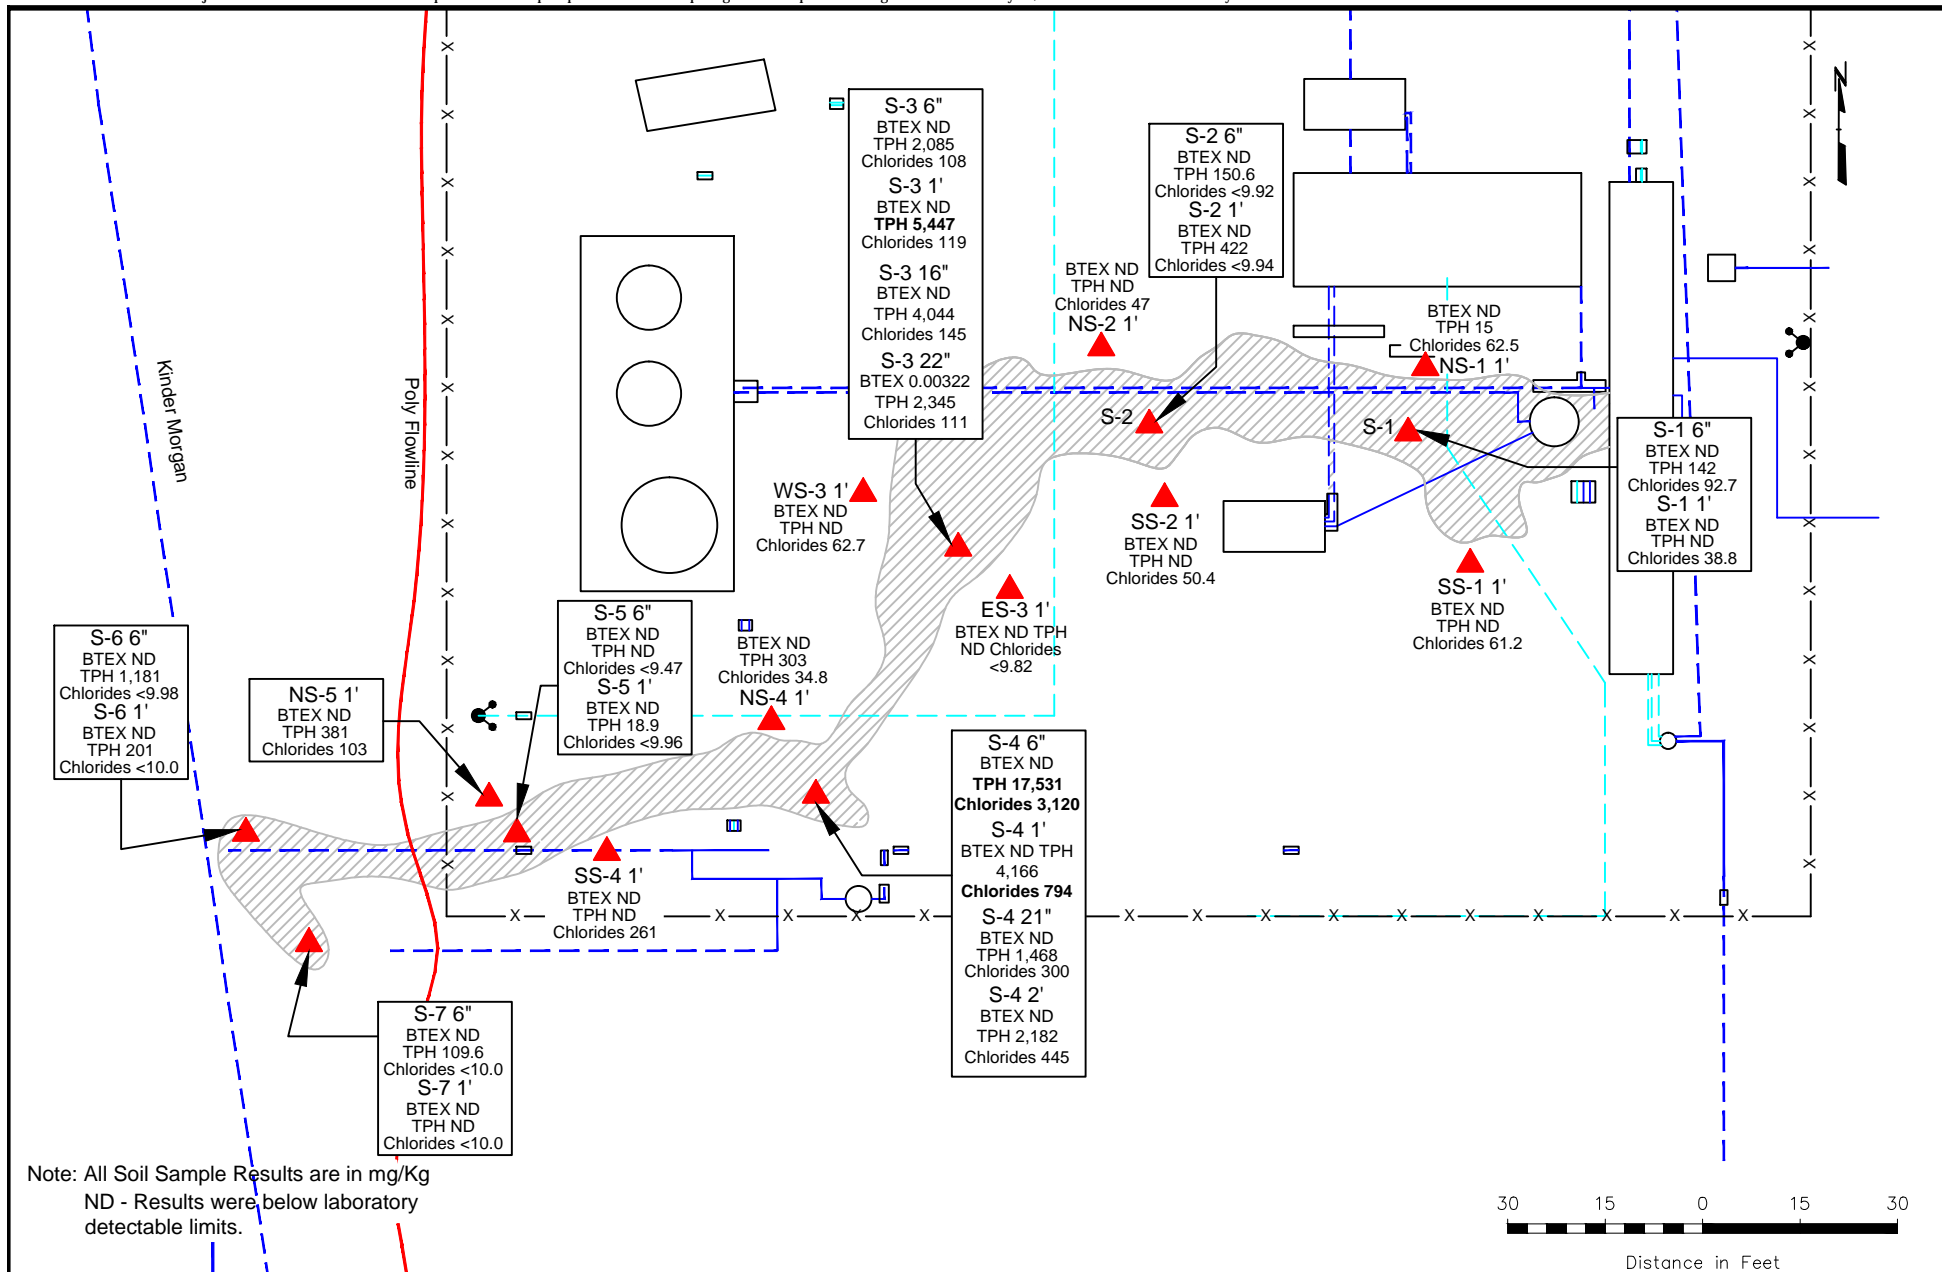 S-3 6"
BTEX ND
TPH 2,085
Chlorides 108
S-3 1'
BTEX ND
TPH 5,447
Chlorides 119
S-3 16"
BTEX ND
TPH 4,044
Chlorides 145
S-3 22"
BTEX 0.00322
TPH 2,345
Chlorides 111
S-2 6"
BTEX ND
TPH 150.6
Chlorides <9.92
S-2 1'
BTEX ND
TPH 422
Chlorides <9.94
N
BTEX ND
TPH ND
Chlorides 47
NS-2 1'
BTEX ND
TPH 15
Chlorides 62.5
NS-1 1'
Kinder Morgan
Poly Flowline
S-2
S-1
S-1 6"
BTEX ND
TPH 142
Chlorides 92.7
S-1 1'
BTEX ND
TPH ND
Chlorides 38.8
WS-3 1'
BTEX ND
TPH ND
Chlorides 62.7
SS-2 1'
BTEX ND
TPH ND
Chlorides 50.4
SS-1 1'
BTEX ND
TPH ND
Chlorides 61.2
ES-3 1'
BTEX ND TPH
ND Chlorides
<9.82
S-6 6"
BTEX ND
TPH 1,181
Chlorides <9.98
S-6 1'
BTEX ND
TPH 201
Chlorides <10.0
NS-5 1'
BTEX ND
TPH 381
Chlorides 103
S-5 6"
BTEX ND
TPH ND
Chlorides <9.47
S-5 1'
BTEX ND
TPH 18.9
Chlorides <9.96
BTEX ND
TPH 303
Chlorides 34.8
NS-4 1'
S-4 6"
BTEX ND
TPH 17,531
Chlorides 3,120
S-4 1'
BTEX ND TPH
4,166
Chlorides 794
S-4 21"
BTEX ND
TPH 1,468
Chlorides 300
S-4 2'
BTEX ND
TPH 2,182
Chlorides 445
SS-4 1'
BTEX ND
TPH ND
Chlorides 261
S-7 6"
BTEX ND
TPH 109.6
Chlorides <10.0
S-7 1'
BTEX ND
TPH ND
Chlorides <10.0
Note: All Soil Sample Results are in mg/Kg
ND - Results were below laboratory
detectable limits.
30 15 0 15 30
Distance in Feet